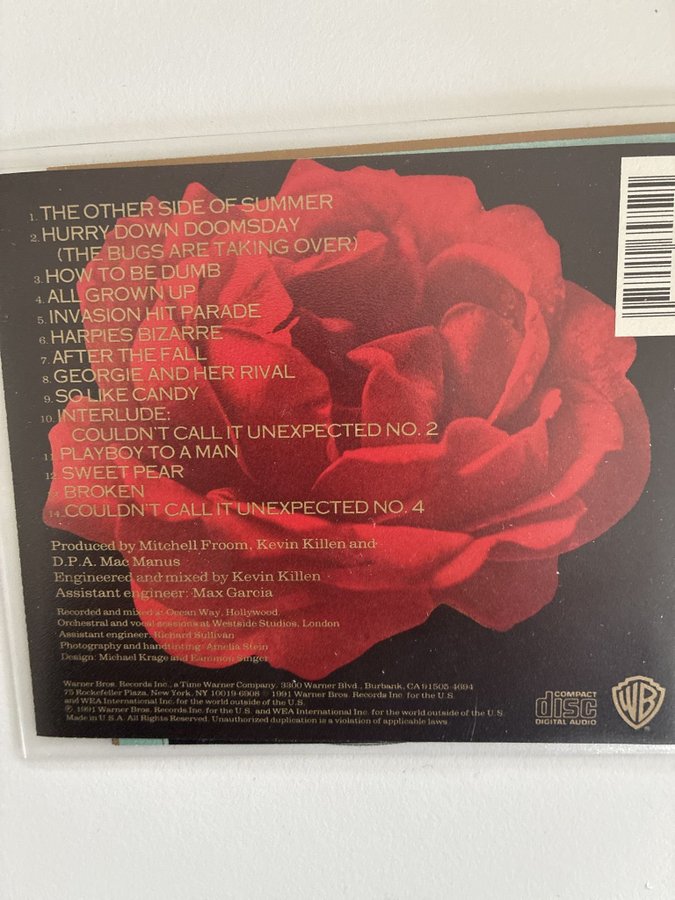 1. THE OTHER SIDE OF SUMMER
2. HURRY DOWN DOOMSDAY
(THE BUGS ARE TAKING OVER)
3. HOW TO BE DUMB
4. ALL GROWN UP
5. INVASION HIT PARADE
6. HARPIES BIZARRE
7. AFTER THE FALL
8. GEORGIE AND HER RIVAL
9. SO LIKE CANDY
10. INTERLUDE:
COULDN'T CALL IT UNEXPECTED NO. 2
11. PLAYBOY TO A MAN
12. SWEET PEAR
BROKEN
14. COULDN'T CALL IT UNEXPECTED NO. 4
Produced by Mitchell Froom, Kevin Killen and
D.P.A. Mac Manus
Engineered and mixed by Kevin Killen
Assistant engineer: Max Garcia
Recorded and mixed at Ocean Way, Hollywood
Orchestral and vocal sessions at Westside Studios, London
Assistant engineer: Richard Sullivan
Photography and handtinting: Amelia Stein
Design: Michael Krage and Eammon Singer
Warner Bros. Records Inc., a Time Warner Company. 3300 Warner Blvd., Burbank, CA 91505-4694
75 Rockefeller Plaza, New York, NY 10019-6908 © 1991 Warner Bros. Records Inc. for the U.S.
and WEA International Inc. for the world outside of the U.S.
℗ 1991 Warner Bros. Records Inc. for the U.S. and WEA International Inc. for the world outside of the U.S.
Made in U.S.A. All Rights Reserved. Unauthorized duplication is a violation of applicable laws.
COMPACT
disc
DIGITAL AUDIO
WB